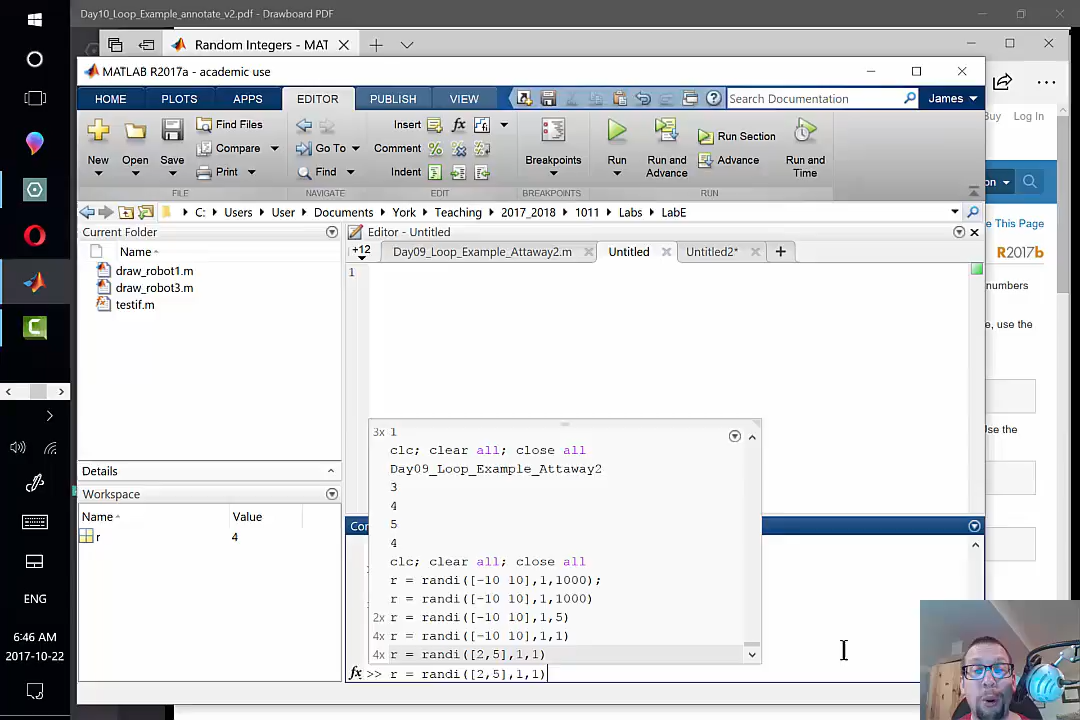 Day10_Loop_Example_annotate_v2.pdf - Drawboard PDF
Random Integers - MAT
MATLAB R2017a - academic use
HOME PLOTS APPS EDITOR PUBLISH VIEW Search Documentation James
Buy Log In
New Open Save Find Files Compare Print
FILE
Go To Find
NAVIGATE
Insert fx Comment Indent
EDIT
Breakpoints
BREAKPOINTS
Run Run and Advance Run Section Advance Run and Time
RUN
on
C: Users User Documents York Teaching 2017_2018 1011 Labs LabE
e This Page
Current Folder
Editor - Untitled
+12 Day09_Loop_Example_Attaway2.m Untitled Untitled2* +
R2017b
Name
1
draw_robot1.m
draw_robot3.m
testif.m
numbers
e, use the
Use the
3x 1
clc; clear all; close all
Day09_Loop_Example_Attaway2
3
4
5
4
clc; clear all; close all
r = randi([-10 10],1,1000);
r = randi([-10 10],1,1000)
2x r = randi([-10 10],1,5)
4x r = randi([-10 10],1,1)
4x r = randi([2,5],1,1)
fx >> r = randi([2,5],1,1)
Details
Workspace
Name Value
r 4
Con
ENG
6:46 AM
2017-10-22